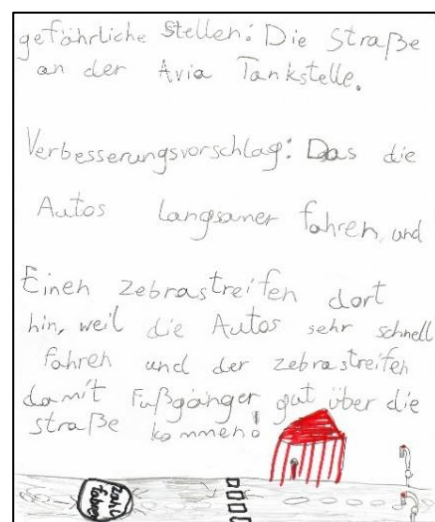 gefährliche Stellen: Die Straße
an der Avia Tankstelle.
Verbesserungsvorschlag: Das die
Autos langsamer fahren, und
Einen Zebrastreifen dort
hin, weil die Autos sehr schnell
fahren und der Zebrastreifen
damit Fußgänger gut über die
straße kommen!